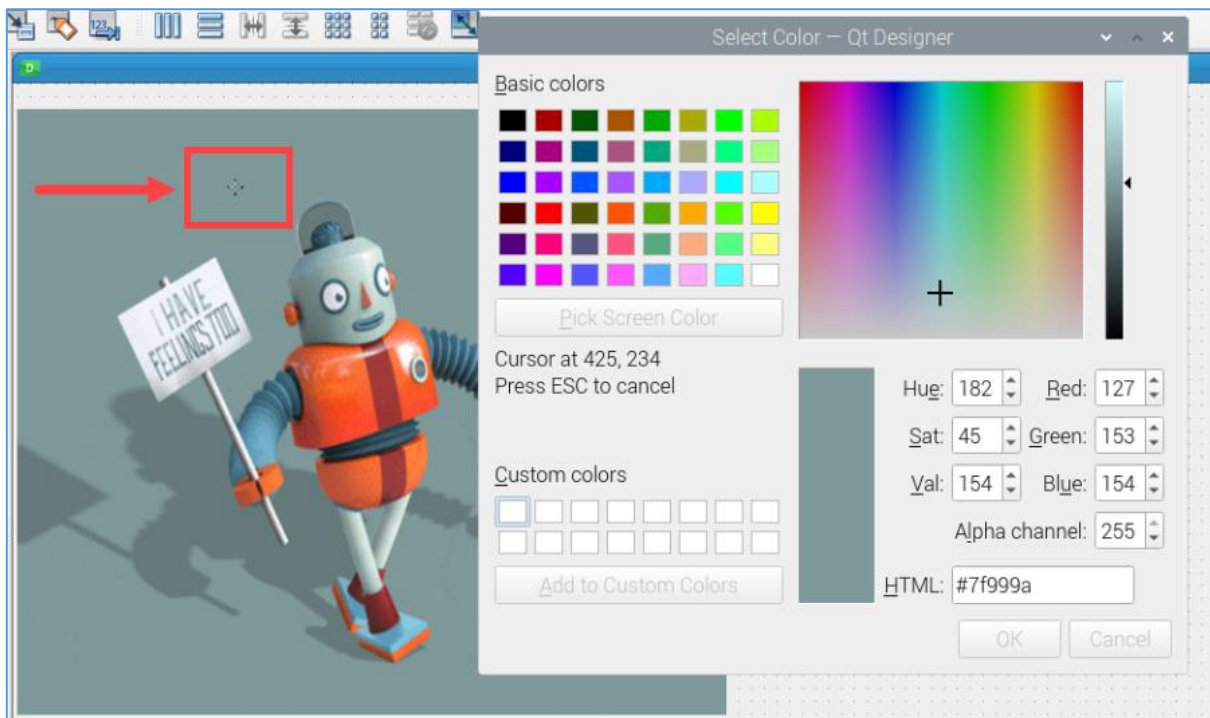 123
Select Color — Qt Designer
D
Basic colors
Pick Screen Color
Cursor at 425, 234
Press ESC to cancel
Custom colors
Add to Custom Colors
Hue: 182 Red: 127
Sat: 45 Green: 153
Val: 154 Blue: 154
Alpha channel: 255
HTML: #7f999a
OK Cancel
I HAVE
FEELINGS TOO